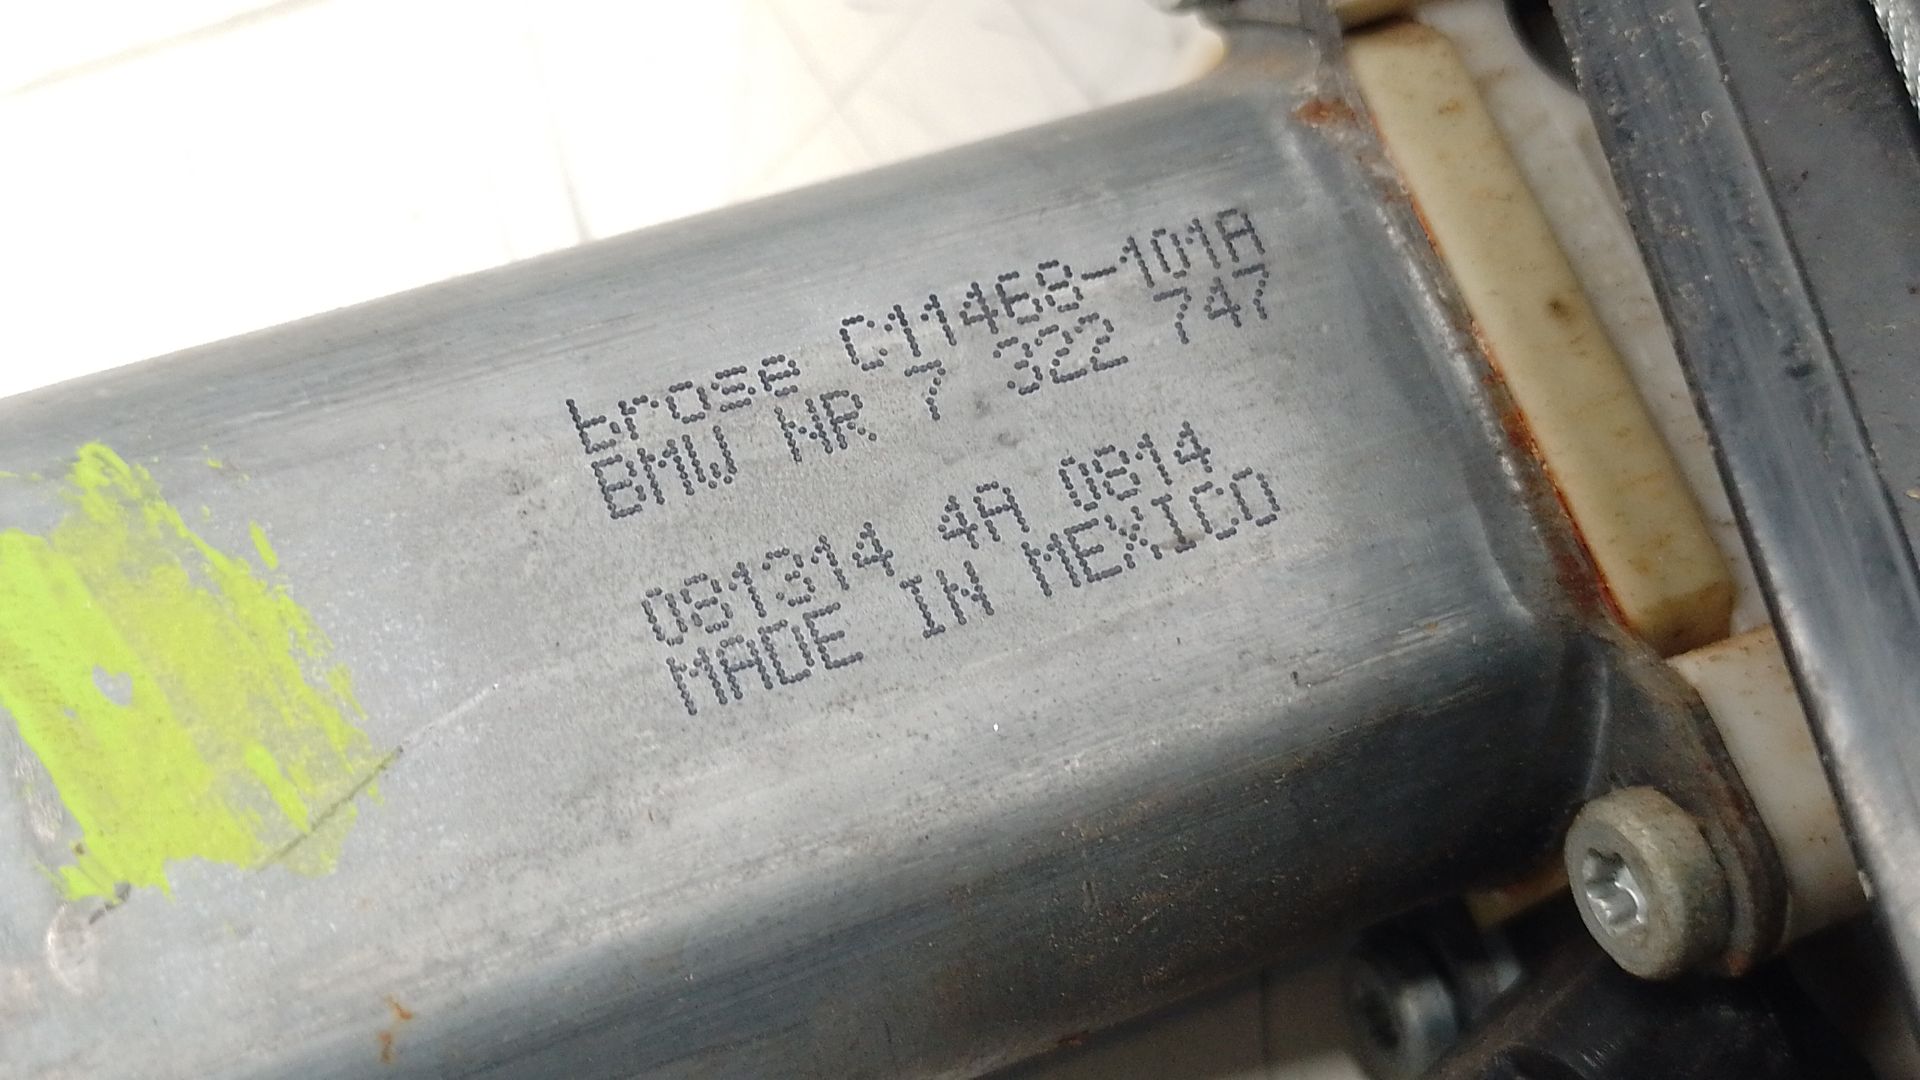 brose C11468-101A
BMW NR 7 322 747
081314 4A 0814
MADE IN MEXICO